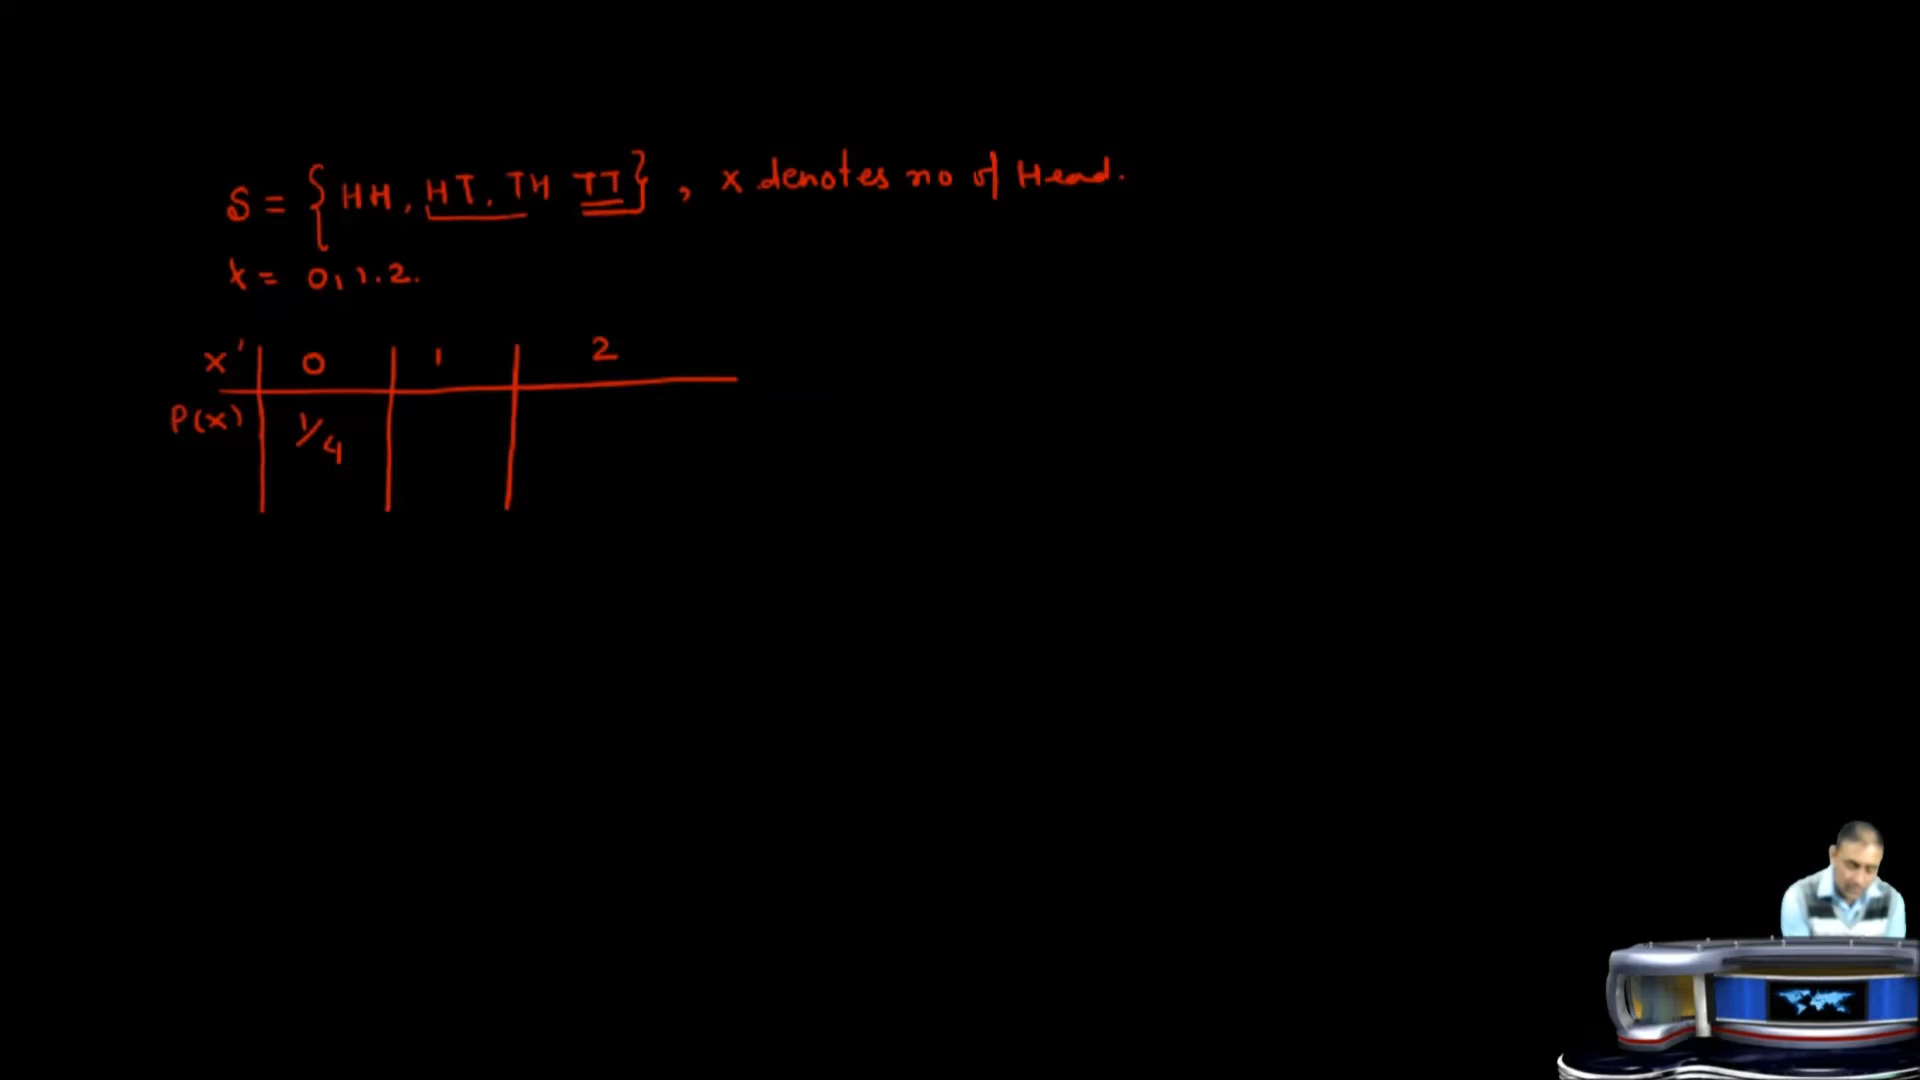 S = { HH, HT, TH TT } , x denotes no of Head.
x = 0, 1. 2.
x 0 1 2
P(x) 1/4